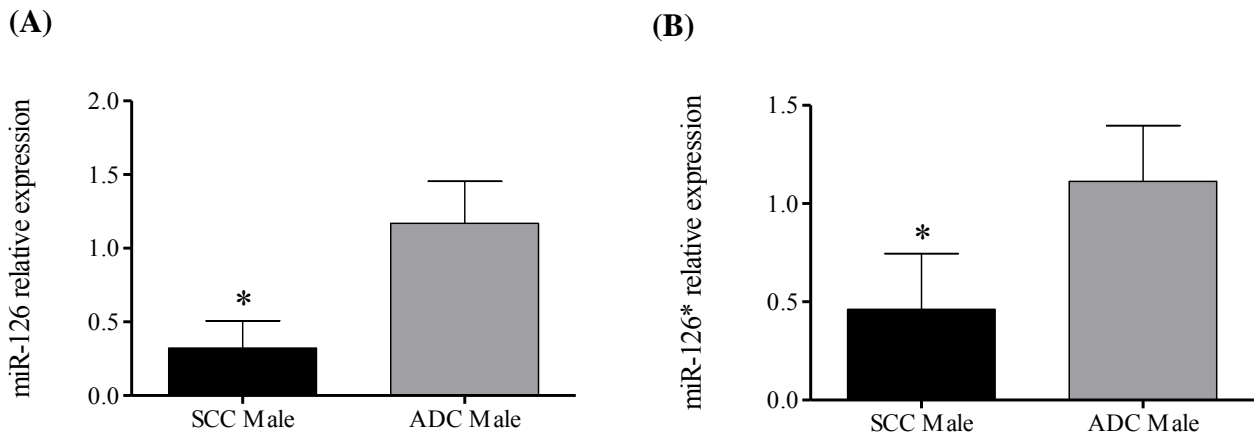 (A)
miR-126 relative expression
2.0
1.5
1.0
0.5
0.0
*
SCC Male
ADC Male
(B)
miR-126* relative expression
1.5
1.0
0.5
0.0
*
SCC Male
ADC Male